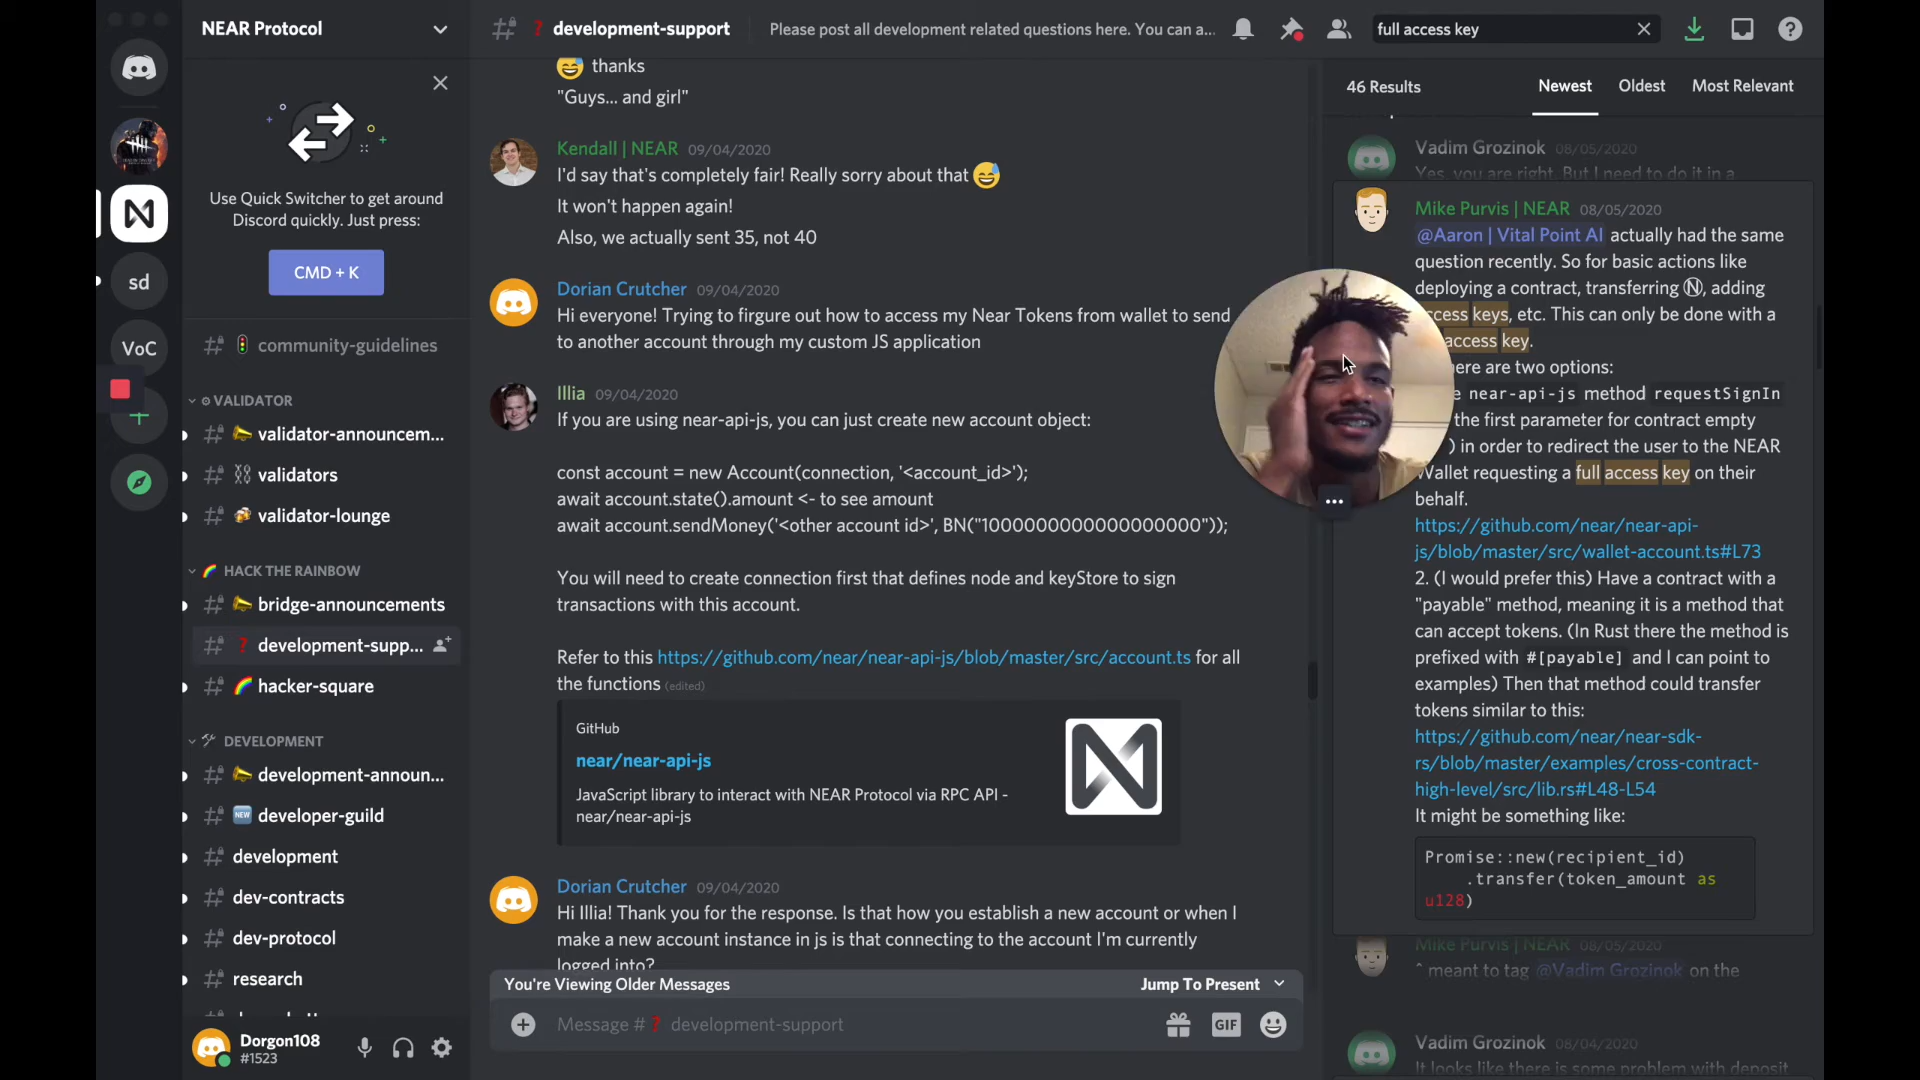 NEAR Protocol
Use Quick Switcher to get around
Discord quickly. Just press:
CMD + K
community-guidelines
VALIDATOR
validator-announcem...
validators
validator-lounge
HACK THE RAINBOW
bridge-announcements
development-supp...
hacker-square
DEVELOPMENT
development-announ...
developer-guild
development
dev-contracts
dev-protocol
research
sd
VoC
Dorgon108
#1523
development-support
Please post all development related questions here. You can a...
full access key
thanks
"Guys... and girl"
Kendall | NEAR 09/04/2020
I'd say that's completely fair! Really sorry about that
It won't happen again!
Also, we actually sent 35, not 40
Dorian Crutcher 09/04/2020
Hi everyone! Trying to firgure out how to access my Near Tokens from wallet to send
to another account through my custom JS application
Illia 09/04/2020
If you are using near-api-js, you can just create new account object:
const account = new Account(connection, '<account_id>');
await account.state().amount <- to see amount
await account.sendMoney('<other account id>', BN("1000000000000000000"));
You will need to create connection first that defines node and keyStore to sign
transactions with this account.
Refer to this https://github.com/near/near-api-js/blob/master/src/account.ts for all
the functions (edited)
GitHub
near/near-api-js
JavaScript library to interact with NEAR Protocol via RPC API -
near/near-api-js
Dorian Crutcher 09/04/2020
Hi Illia! Thank you for the response. Is that how you establish a new account or when I
make a new account instance in js is that connecting to the account I'm currently
logged into?
You're Viewing Older Messages
Jump To Present
Message # ❓ development-support
GIF
46 Results
Newest
Oldest
Most Relevant
Vadim Grozinok 08/05/2020
Yes, you are right. But I need to do it in a
Mike Purvis | NEAR 08/05/2020
@Aaron | Vital Point AI actually had the same
question recently. So for basic actions like
deploying a contract, transferring Ⓝ, adding
access keys, etc. This can only be done with a
access key.
here are two options:
near-api-js method requestSignIn
the first parameter for contract empty
) in order to redirect the user to the NEAR
Wallet requesting a full access key on their
behalf.
https://github.com/near/near-api-
js/blob/master/src/wallet-account.ts#L73
2. (I would prefer this) Have a contract with a
"payable" method, meaning it is a method that
can accept tokens. (In Rust there the method is
prefixed with #[payable] and I can point to
examples) Then that method could transfer
tokens similar to this:
https://github.com/near/near-sdk-
rs/blob/master/examples/cross-contract-
high-level/src/lib.rs#L48-L54
It might be something like:
Promise::new(recipient_id)
.transfer(token_amount as
u128)
Mike Purvis | NEAR 08/05/2020
^ meant to tag @Vadim Grozinok on the
Vadim Grozinok 08/04/2020
It looks like there is some problem with deposit